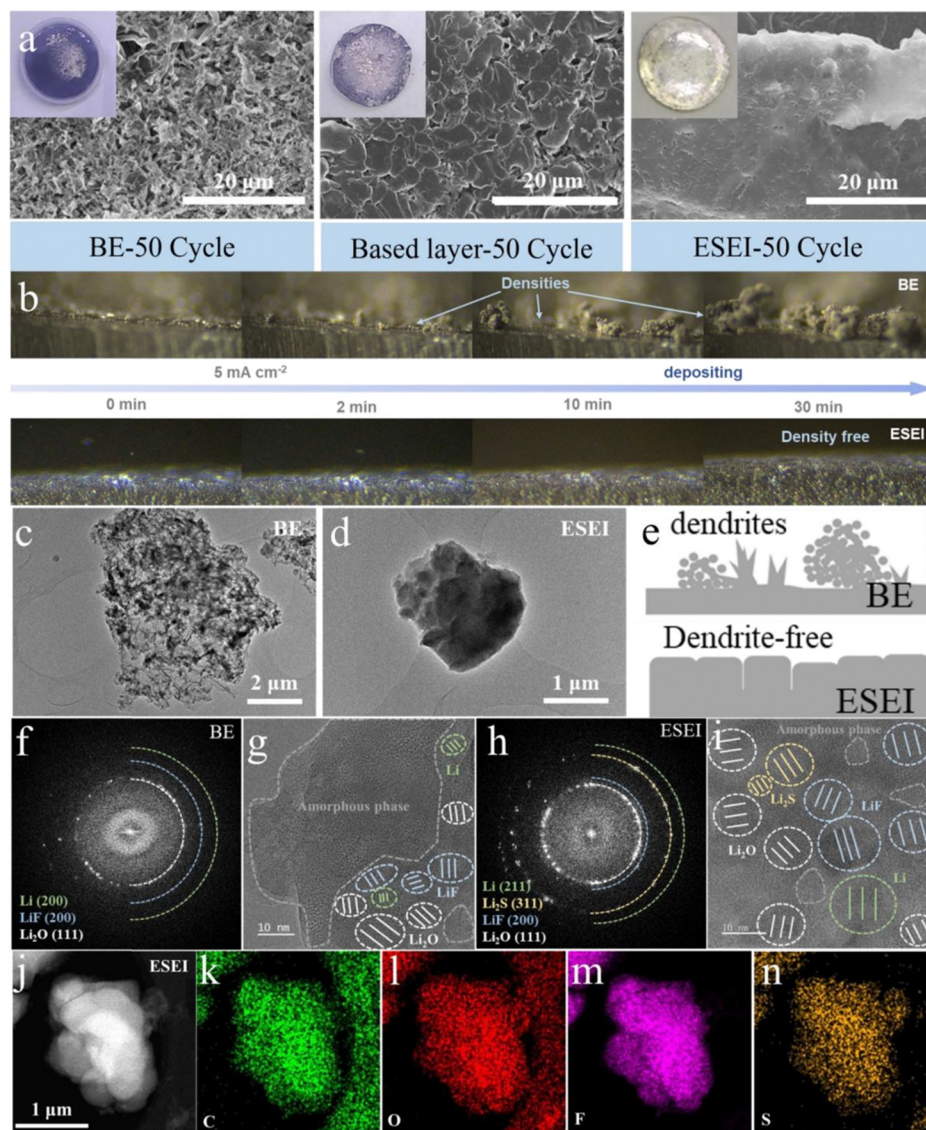 a
20 µm
20 µm
20 µm
BE-50 Cycle
Based layer-50 Cycle
ESEI-50 Cycle
b
Densities
BE
5 mA cm⁻²
depositing
0 min
2 min
10 min
30 min
Density free
ESEI
c
BE
2 µm
d
ESEI
1 µm
e
dendrites
BE
Dendrite-free
ESEI
f
BE
Li (200)
LiF (200)
Li₂O (111)
g
Li
Amorphous phase
LiF
Li₂O
10 nm
h
ESEI
Li (211)
Li₂S (311)
LiF (200)
Li₂O (111)
i
Amorphous phase
Li₂S
LiF
Li₂O
Li
10 nm
j
ESEI
1 µm
k
C
l
O
m
F
n
S